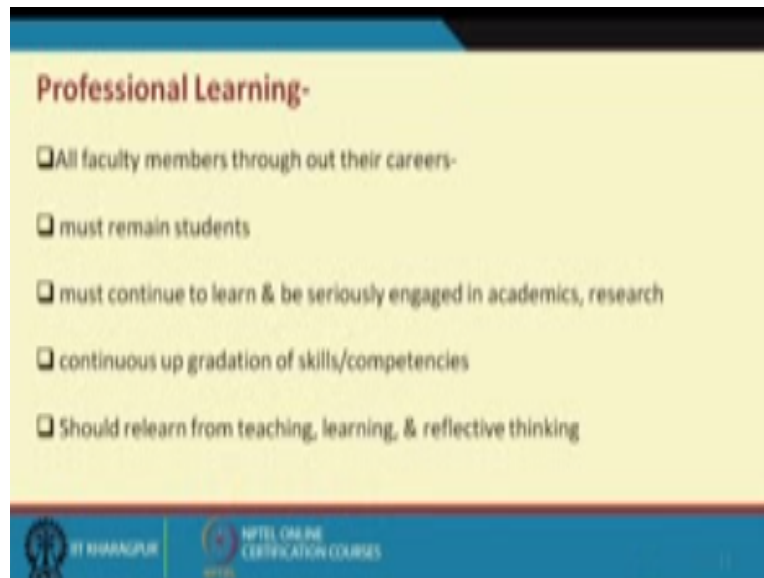 Professional Learning-
❑All faculty members through out their careers-
❑ must remain students
❑ must continue to learn & be seriously engaged in academics, research
❑ continuous up gradation of skills/competencies
❑ Should relearn from teaching, learning, & reflective thinking
IIT KHARAGPUR
NPTEL ONLINE
CERTIFICATION COURSES
NPTEL